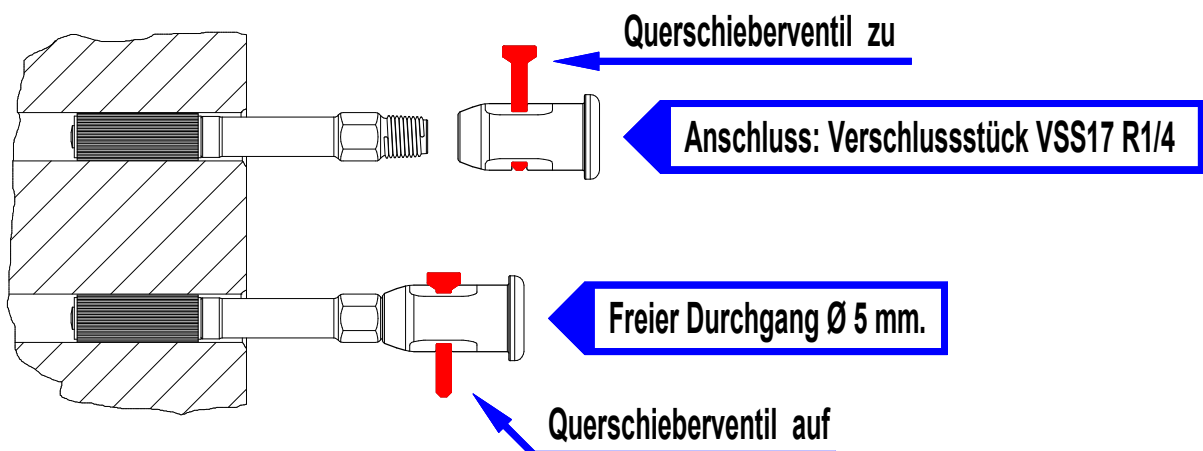 Querschieberventil zu
Anschluss: Verschlussstück VSS17 R1/4
Freier Durchgang Ø 5 mm.
Querschieberventil auf